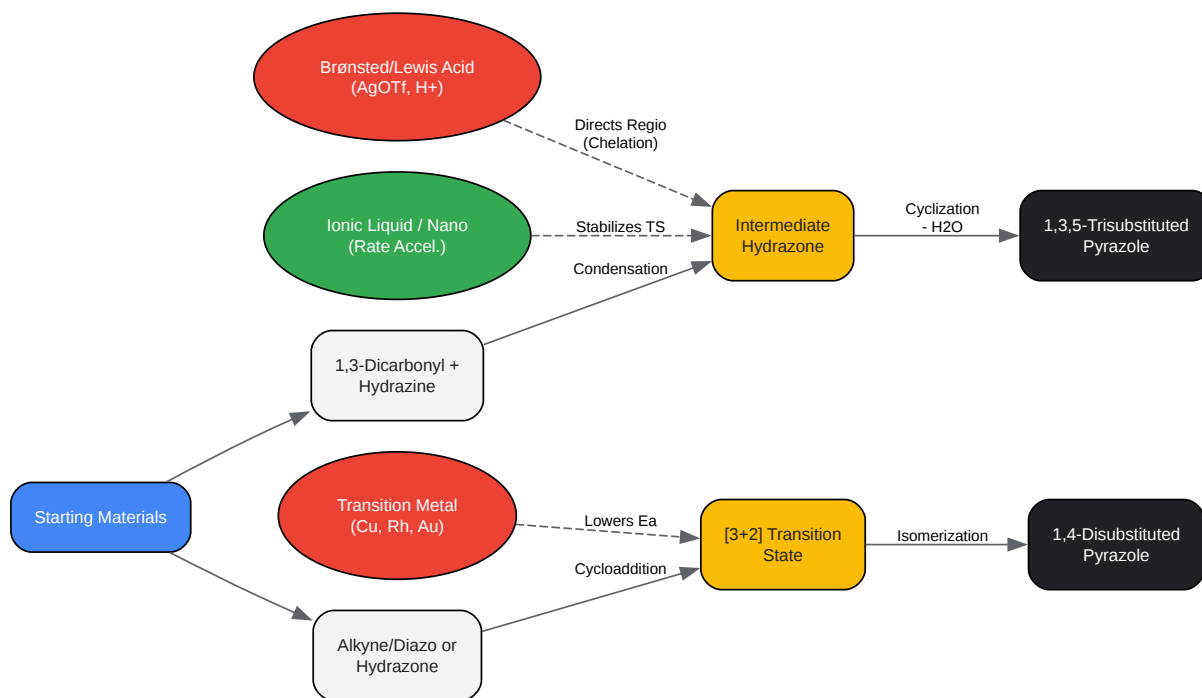 Brønsted/Lewis Acid
(AgOTf, H+)
Directs Regio
(Chelation)
Ionic Liquid / Nano
(Rate Accel.)
Stabilizes TS
Intermediate
Hydrazone
Cyclization
- H2O
1,3,5-Trisubstituted
Pyrazole
Condensation
1,3-Dicarbonyl +
Hydrazine
Starting Materials
Transition Metal
(Cu, Rh, Au)
Lowers Ea
[3+2] Transition
State
Isomerization
1,4-Disubstituted
Pyrazole
Cycloaddition
Alkyne/Diazo or
Hydrazone